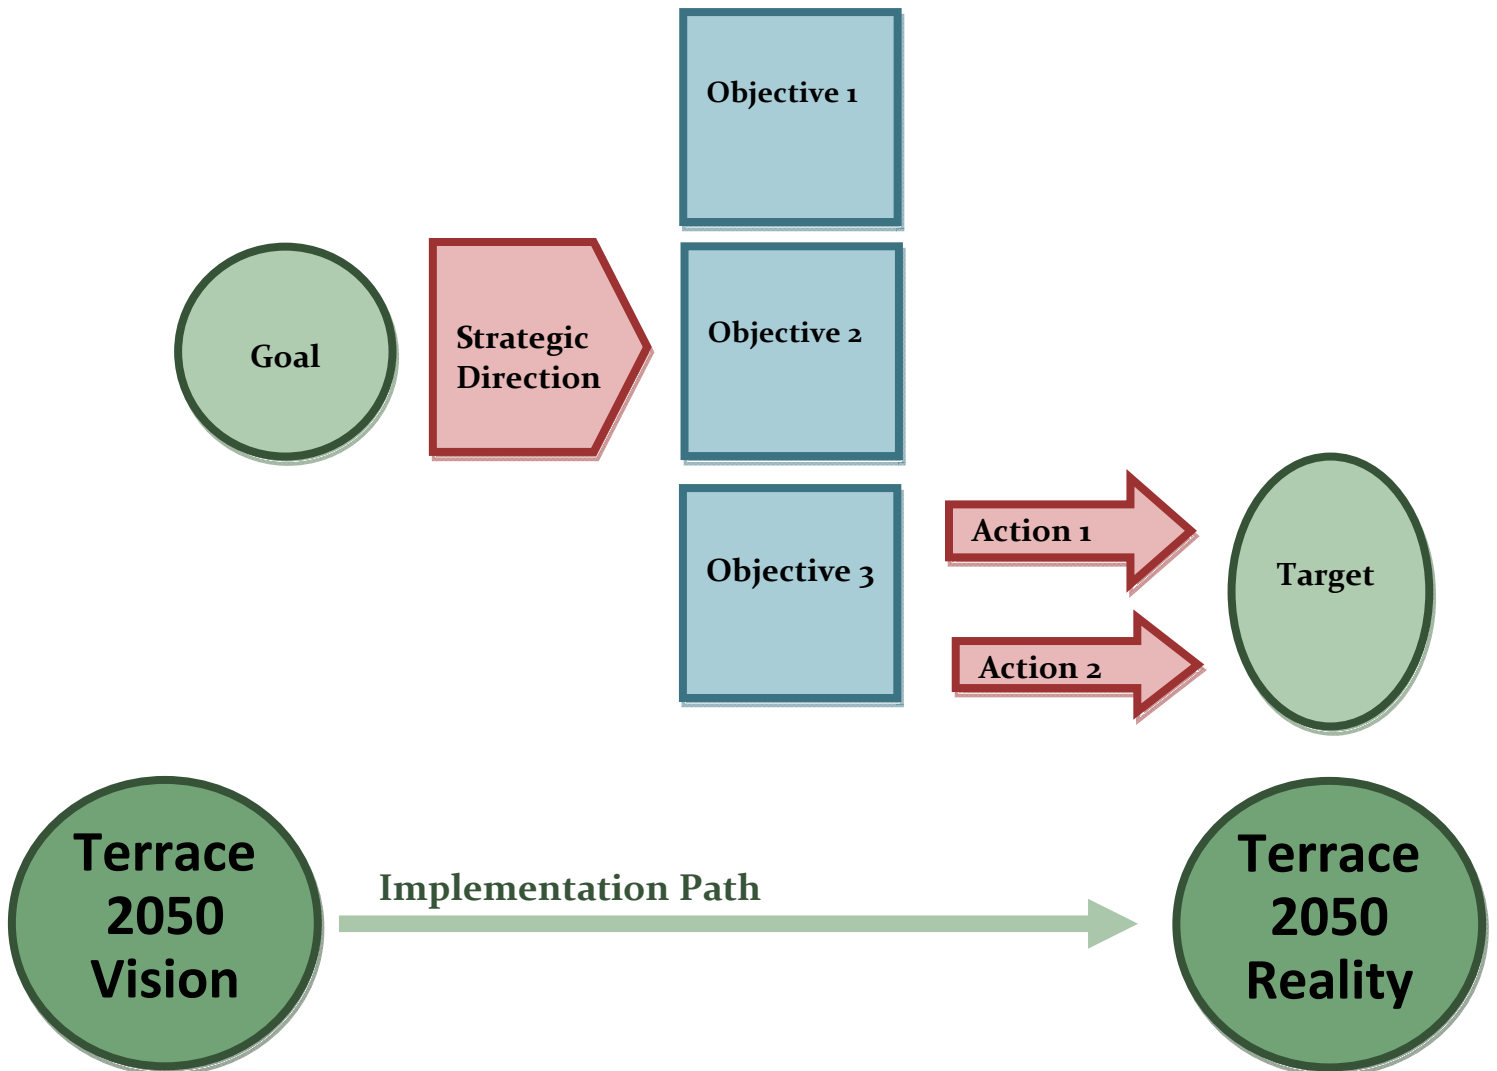 Objective 1
Goal
Strategic
Direction
Objective 2
Objective 3
Action 1
Action 2
Target
Terrace
2050
Vision
Implementation Path
Terrace
2050
Reality